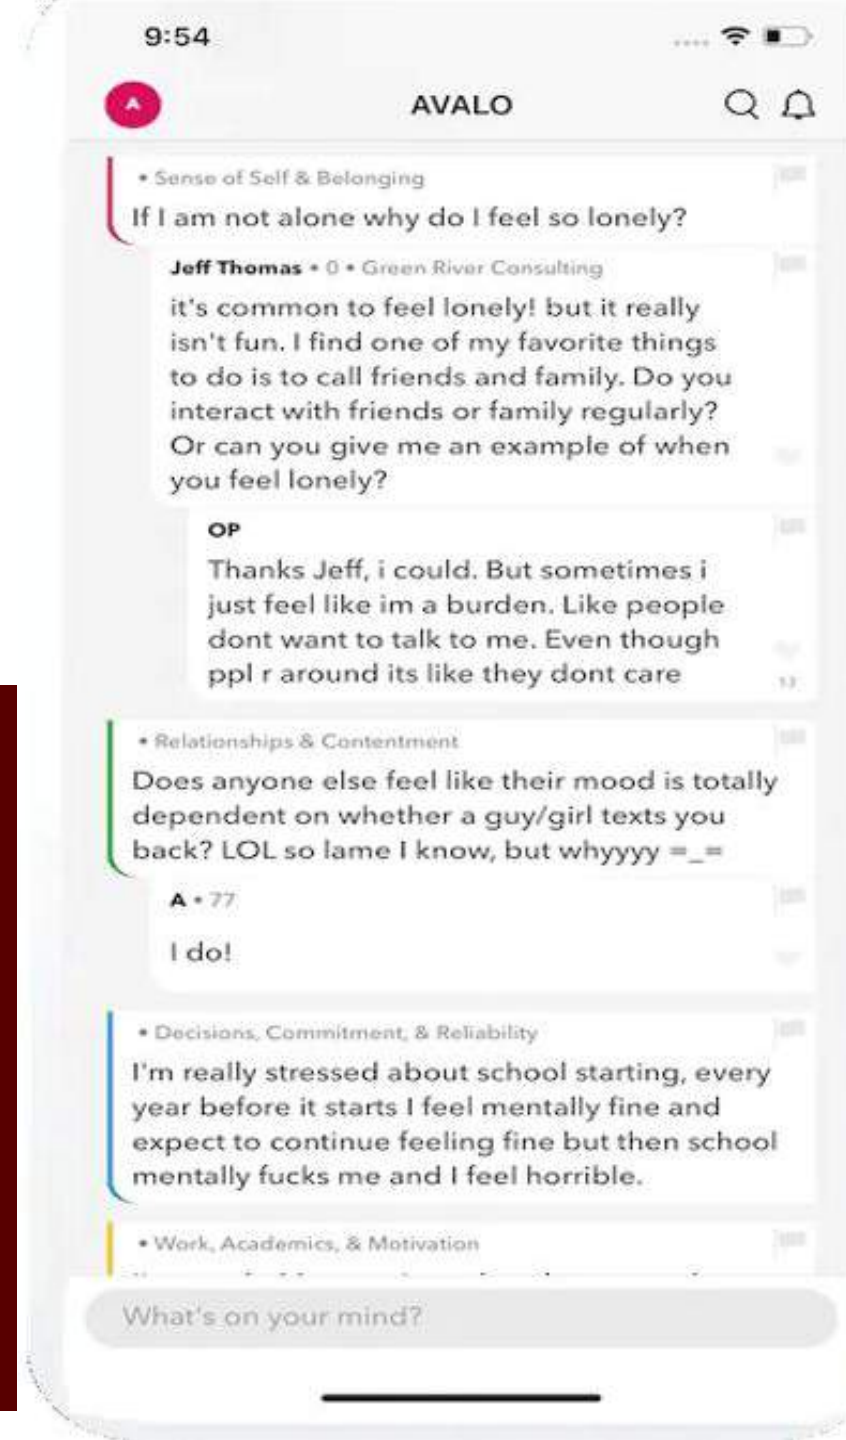 9:54
A
AVALO
• Sense of Self & Belonging
If I am not alone why do I feel so lonely?
Jeff Thomas • 0 • Green River Consulting
it's common to feel lonely! but it really
isn't fun. I find one of my favorite things
to do is to call friends and family. Do you
interact with friends or family regularly?
Or can you give me an example of when
you feel lonely?
OP
Thanks Jeff, i could. But sometimes i
just feel like im a burden. Like people
dont want to talk to me. Even though
ppl r around its like they dont care
13
• Relationships & Contentment
Does anyone else feel like their mood is totally
dependent on whether a guy/girl texts you
back? LOL so lame I know, but whyyyy =_=
A • 77
I do!
• Decisions, Commitment, & Reliability
I'm really stressed about school starting, every
year before it starts I feel mentally fine and
expect to continue feeling fine but then school
mentally fucks me and I feel horrible.
• Work, Academics, & Motivation
What's on your mind?